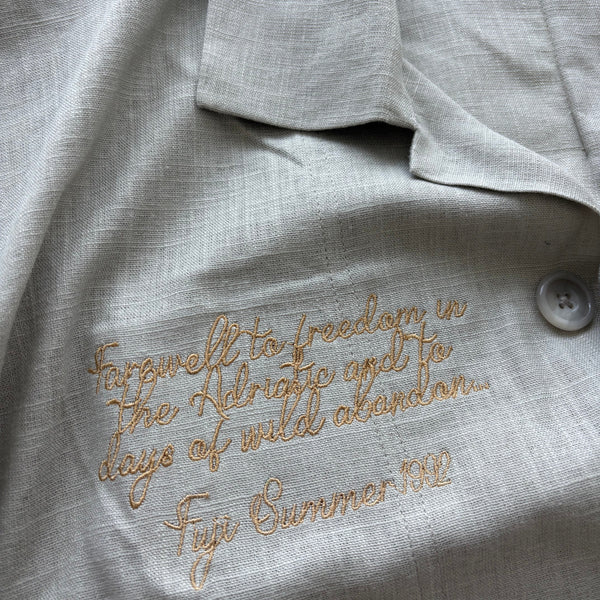 Farewell to freedom in
the Adriatic and to
days of wild abandon...
Fuji Summer 1992